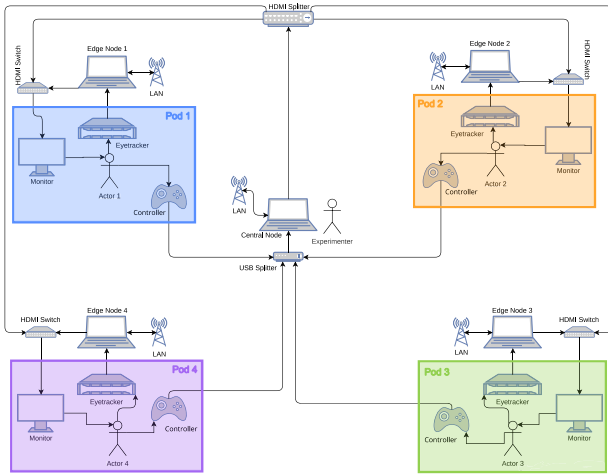 HDMI Splitter
Edge Node 1
HDMI Switch
LAN
Pod 1
Eyetracker
Monitor
Actor 1
Controller
Edge Node 2
HDMI Switch
LAN
Pod 2
Eyetracker
Monitor
Actor 2
Controller
LAN
Central Node
Experimenter
USB Splitter
Edge Node 4
HDMI Switch
LAN
Pod 4
Eyetracker
Monitor
Actor 4
Controller
Edge Node 3
HDMI Switch
LAN
Pod 3
Eyetracker
Monitor
Actor 3
Controller